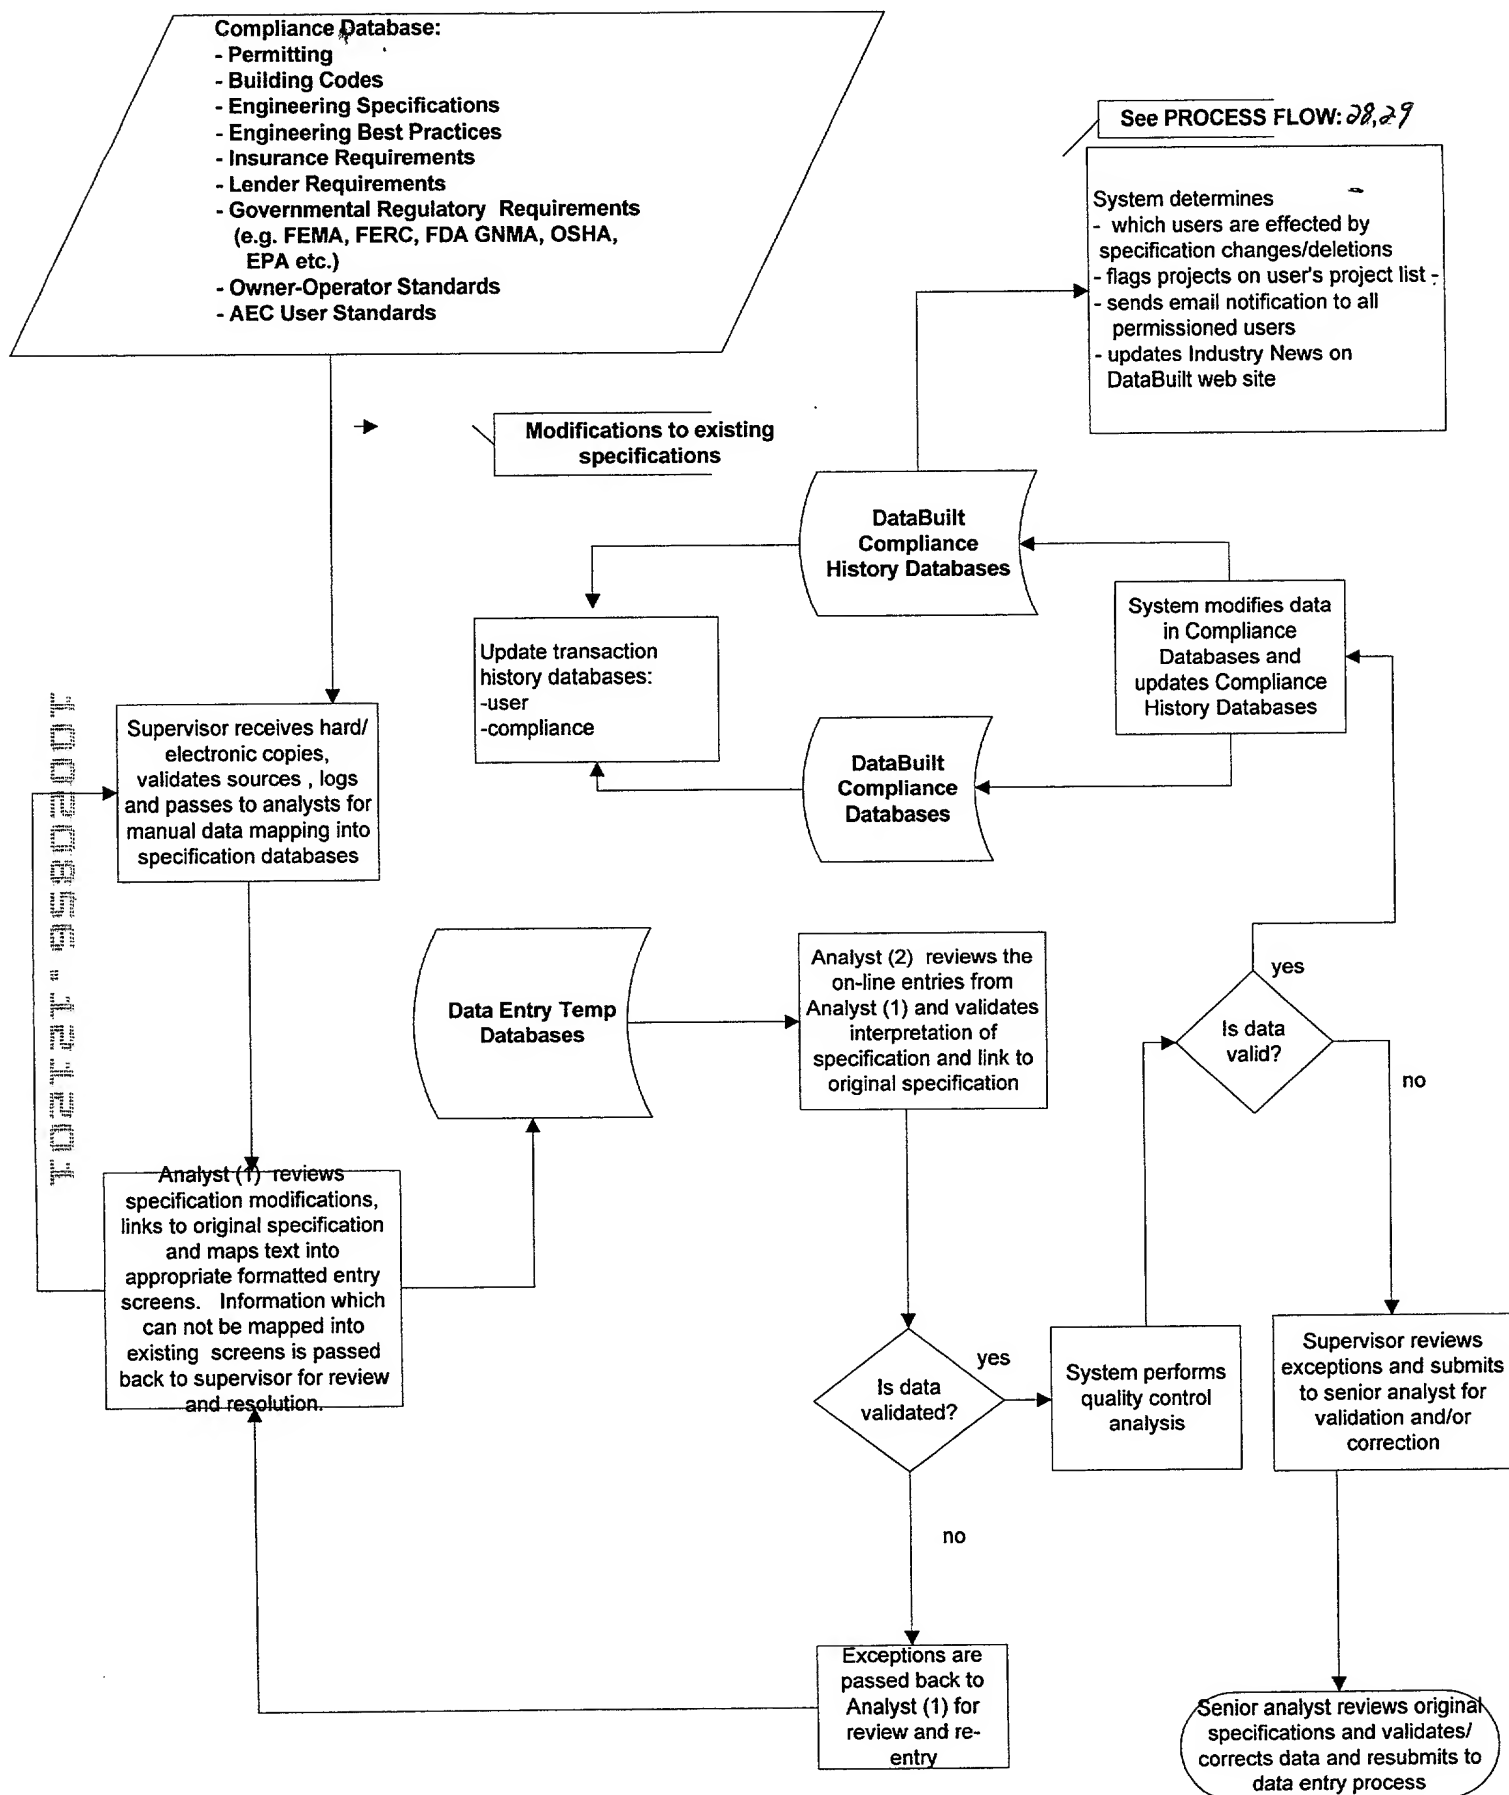 Compliance Database:
- Permitting
- Building Codes
- Engineering Specifications
- Engineering Best Practices
- Insurance Requirements
- Lender Requirements
- Governmental Regulatory Requirements
(e.g. FEMA, FERC, FDA GNMA, OSHA,
EPA etc.)
- Owner-Operator Standards
- AEC User Standards
See PROCESS FLOW: 28,29
System determines
- which users are effected by
specification changes/deletions
- flags projects on user's project list -
- sends email notification to all
permissioned users
- updates Industry News on
DataBuilt web site
Modifications to existing
specifications
DataBuilt
Compliance
History Databases
System modifies data
in Compliance
Databases and
updates Compliance
History Databases
Update transaction
history databases:
-user
-compliance
DataBuilt
Compliance
Databases
Supervisor receives hard/
electronic copies,
validates sources , logs
and passes to analysts for
manual data mapping into
specification databases
Data Entry Temp
Databases
Analyst (2) reviews the
on-line entries from
Analyst (1) and validates
interpretation of
specification and link to
original specification
yes
Is data
valid?
no
Analyst (1) reviews
specification modifications,
links to original specification
and maps text into
appropriate formatted entry
screens. Information which
can not be mapped into
existing screens is passed
back to supervisor for review
and resolution.
Is data
validated?
yes
System performs
quality control
analysis
Supervisor reviews
exceptions and submits
to senior analyst for
validation and/or
correction
no
Exceptions are
passed back to
Analyst (1) for
review and re-
entry
Senior analyst reviews original
specifications and validates/
corrects data and resubmits to
data entry process